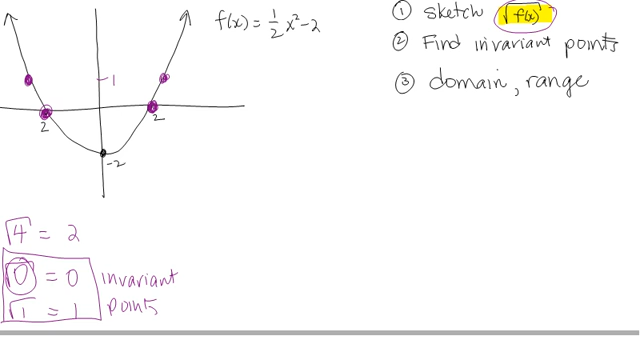 f(x) = 1/2 x² - 2
① sketch √f(x)
② Find invariant points
③ domain, range
1
2
2
-2
√4 = 2
√0 = 0 invariant
√1 = 1 points